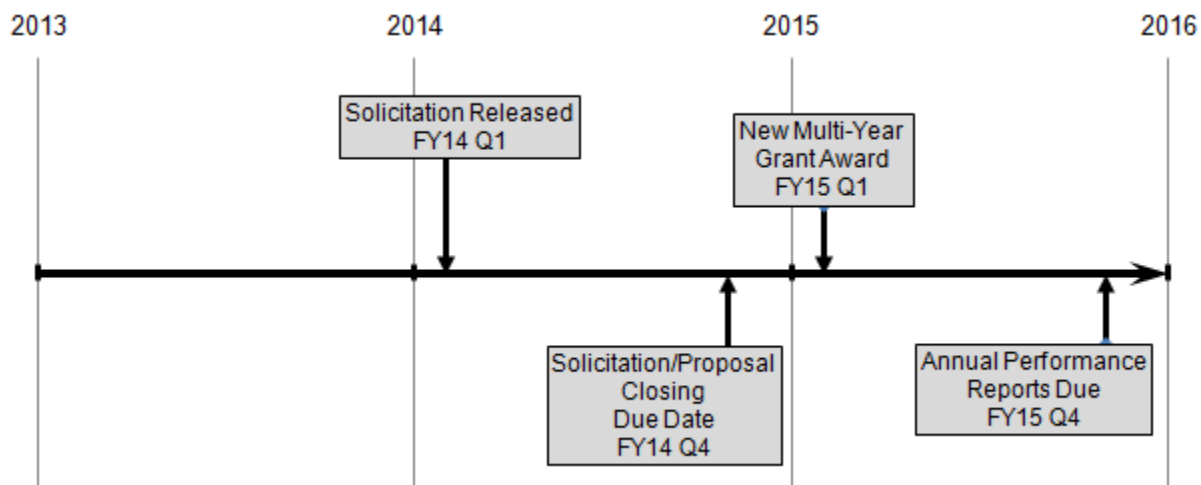 2013
2014
2015
2016
Solicitation Released
FY14 Q1
New Multi-Year
Grant Award
FY15 Q1
Solicitation/Proposal
Closing
Due Date
FY14 Q4
Annual Performance
Reports Due
FY15 Q4